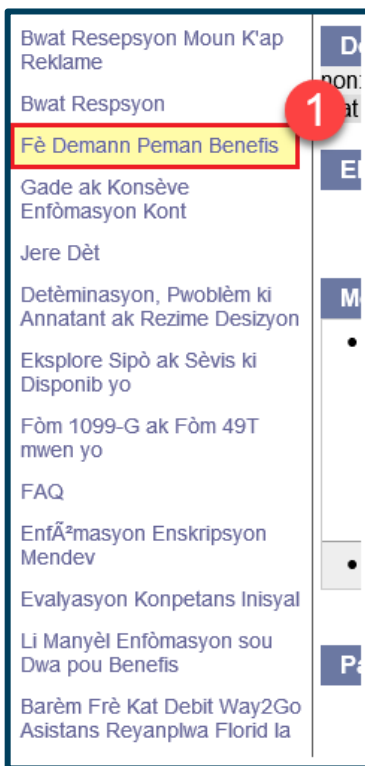 Bwat Resepsyon Moun K'ap
Reklame
Bwat Respsyon
1
Fè Demann Peman Benefis
Gade ak Konsève
Enfòmasyon Kont
Jere Dèt
Detèminasyon, Pwoblèm ki
Annatant ak Rezime Desizyon
Eksplore Sipò ak Sèvis ki
Disponib yo
Fòm 1099-G ak Fòm 49T
mwen yo
FAQ
EnfÃ²masyon Enskripsyon
Mendev
Evalyasyon Konpetans Inisyal
Li Manyèl Enfòmasyon sou
Dwa pou Benefis
Barèm Frè Kat Debit Way2Go
Asistans Reyanplwa Florid la